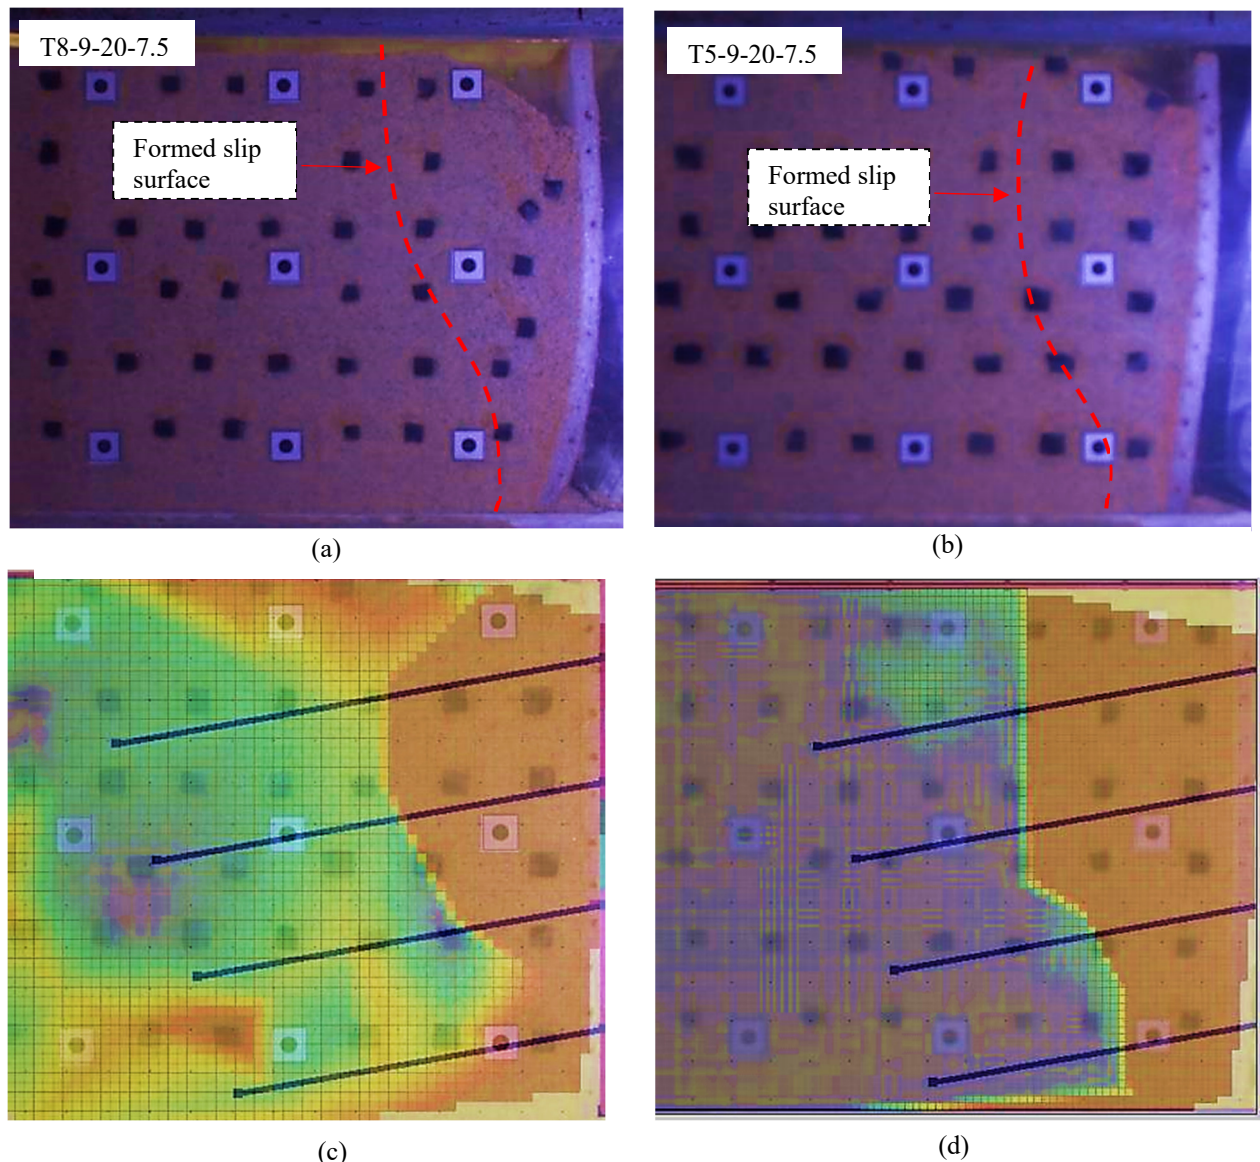 T8-9-20-7.5
T5-9-20-7.5
Formed slip
surface
Formed slip
surface
(a)
(b)
(c)
(d)